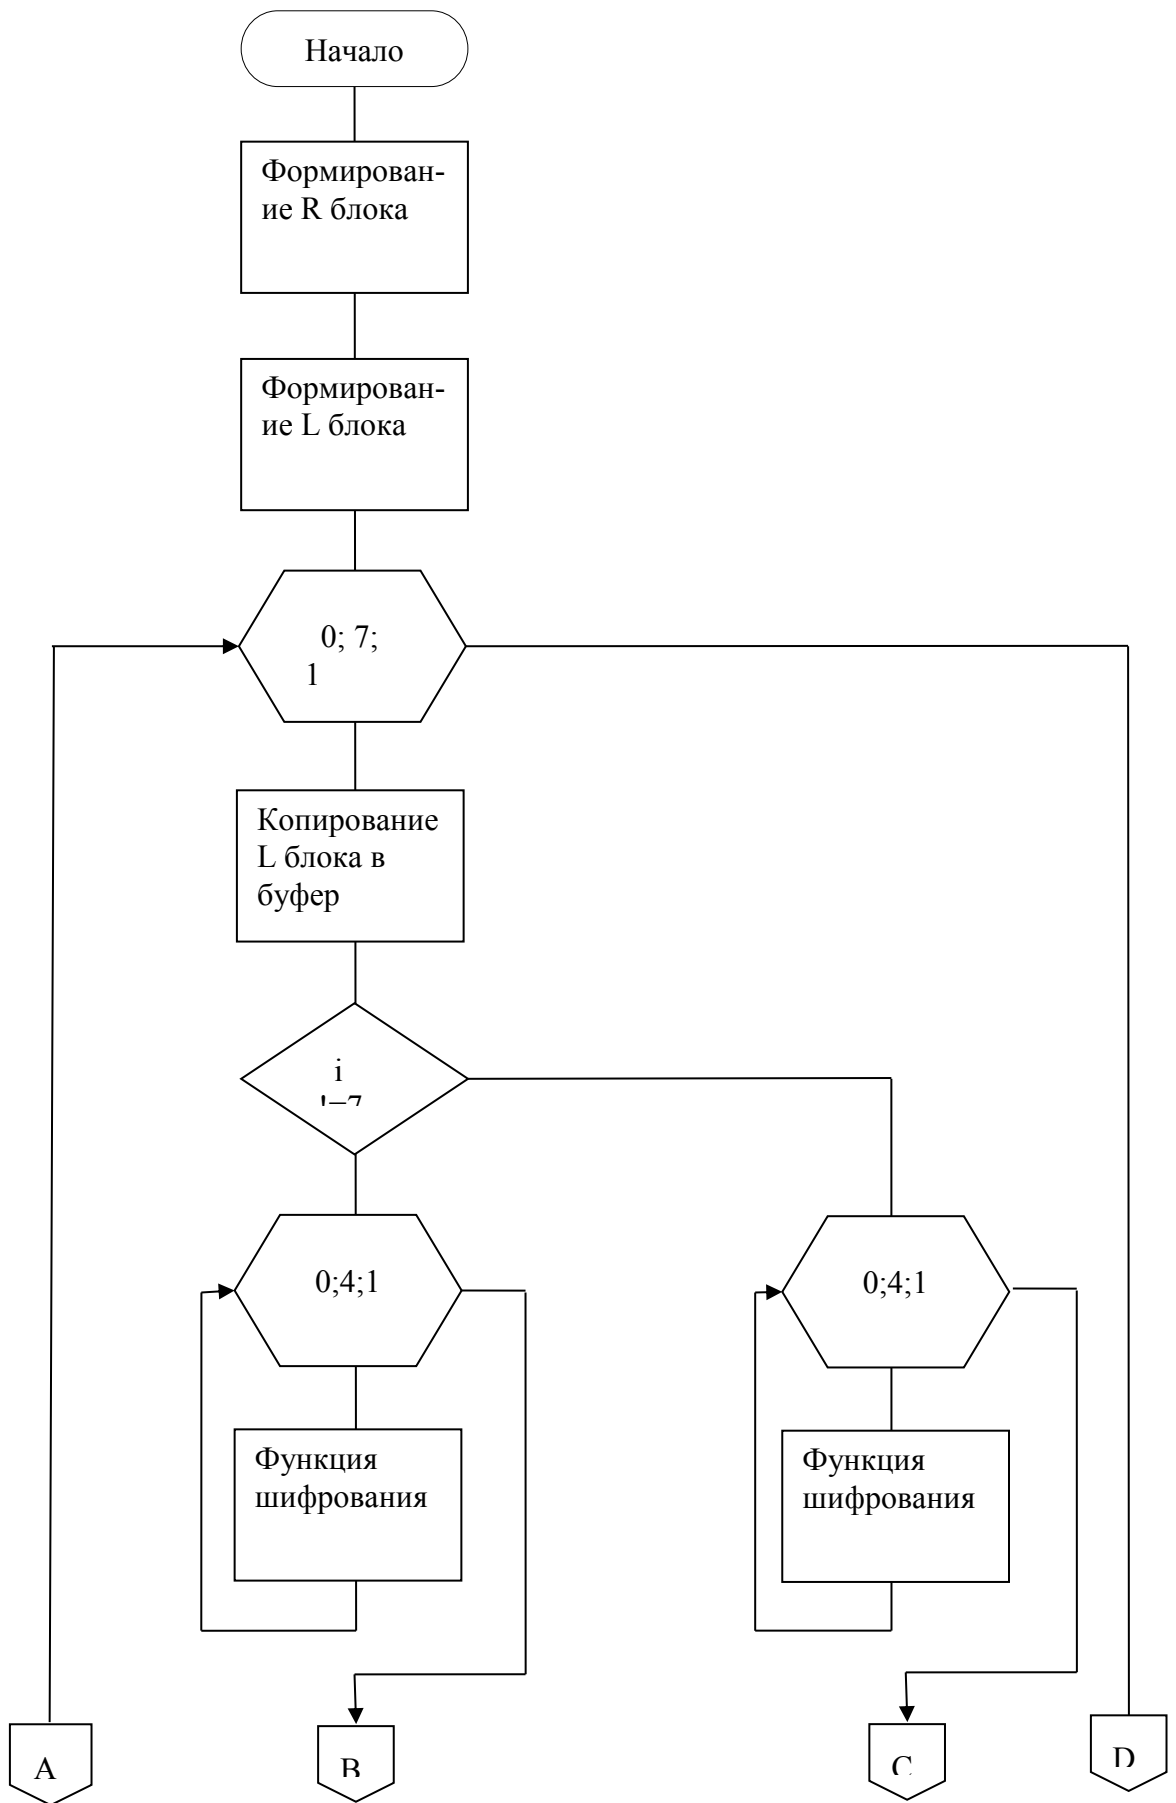 Начало
Формирован-
ие R блока
Формирован-
ие L блока
0; 7;
1
Копирование
L блока в
буфер
i
!=7
0;4;1
0;4;1
Функция
шифрования
Функция
шифрования
A
B
C
D